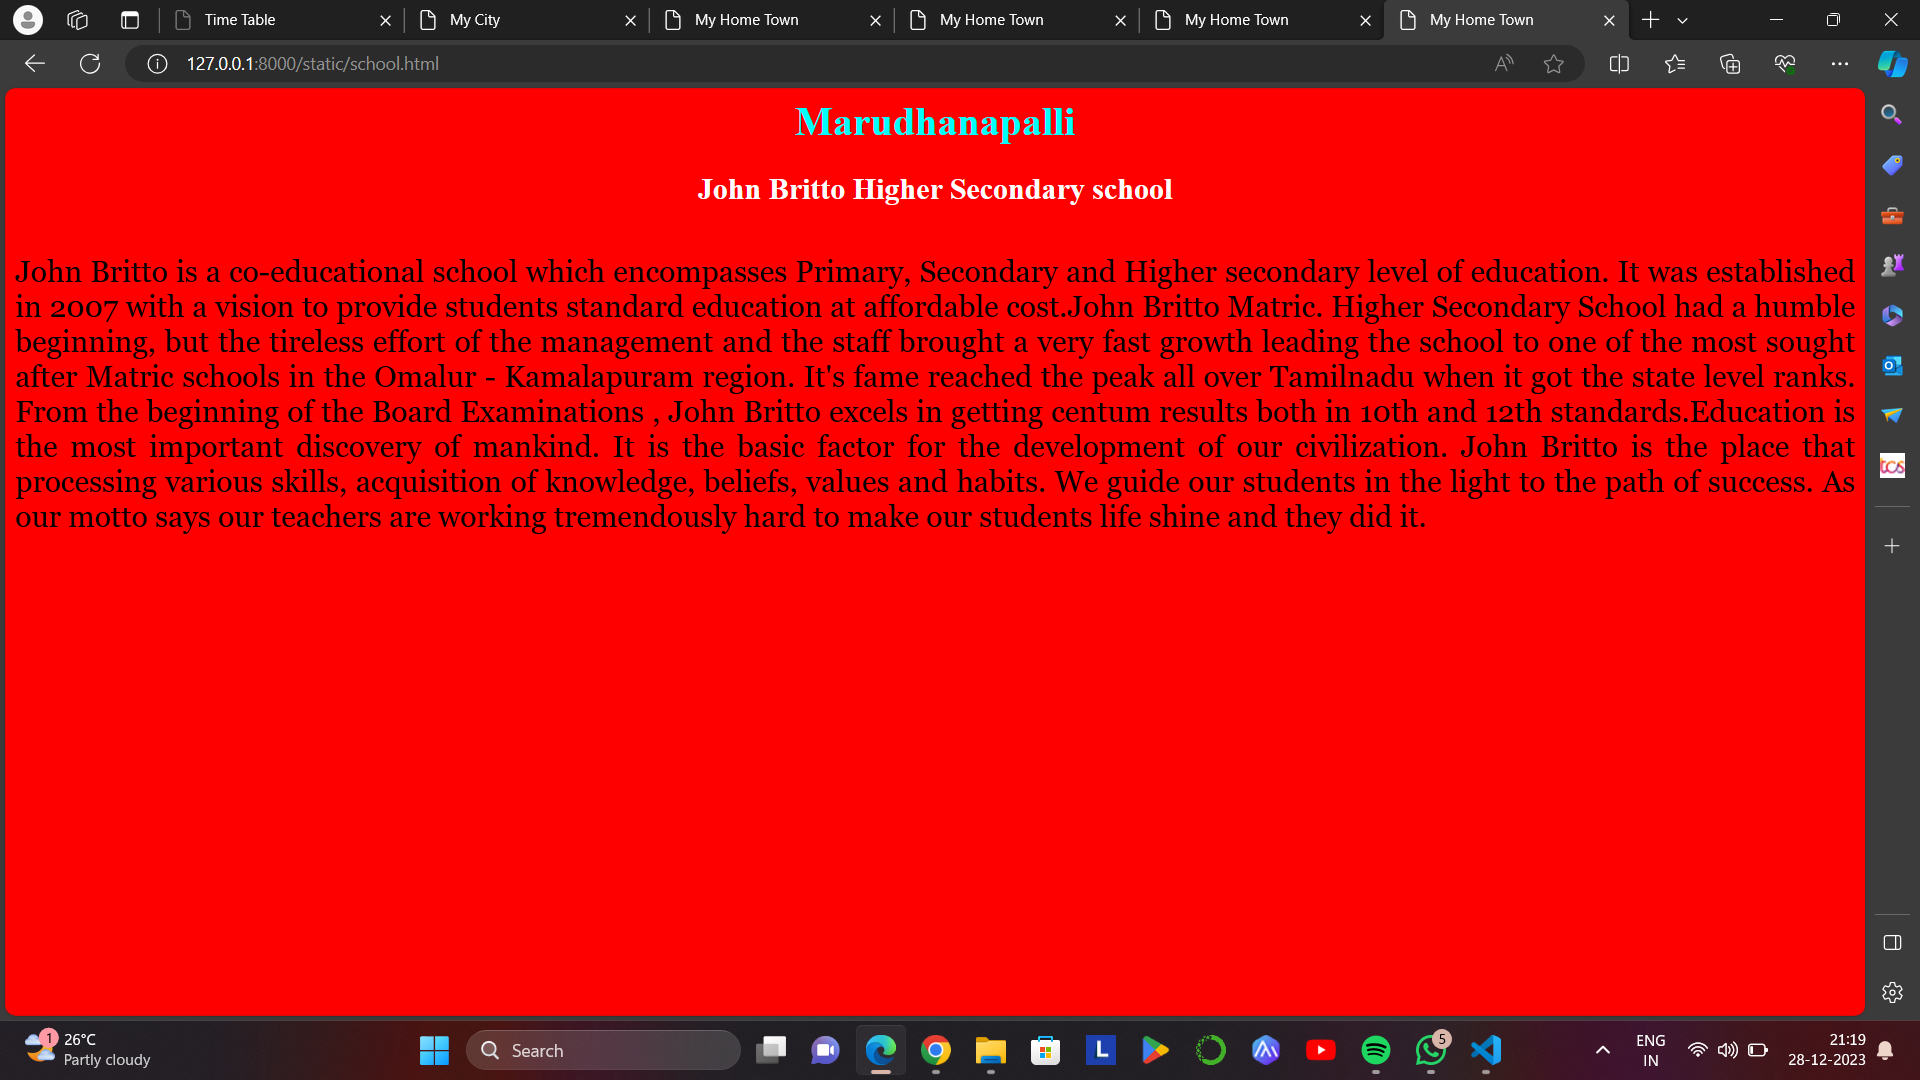 Time Table
My City
My Home Town
My Home Town
My Home Town
My Home Town
127.0.0.1:8000/static/school.html
Marudhanapalli
John Britto Higher Secondary school
John Britto is a co-educational school which encompasses Primary, Secondary and Higher secondary level of education. It was established
in 2007 with a vision to provide students standard education at affordable cost.John Britto Matric. Higher Secondary School had a humble
beginning, but the tireless effort of the management and the staff brought a very fast growth leading the school to one of the most sought
after Matric schools in the Omalur - Kamalapuram region. It's fame reached the peak all over Tamilnadu when it got the state level ranks.
From the beginning of the Board Examinations , John Britto excels in getting centum results both in 10th and 12th standards.Education is
the most important discovery of mankind. It is the basic factor for the development of our civilization. John Britto is the place that
processing various skills, acquisition of knowledge, beliefs, values and habits. We guide our students in the light to the path of success. As
our motto says our teachers are working tremendously hard to make our students life shine and they did it.
tcs
1
26°C
Partly cloudy
Search
L
5
ENG
IN
21:19
28-12-2023